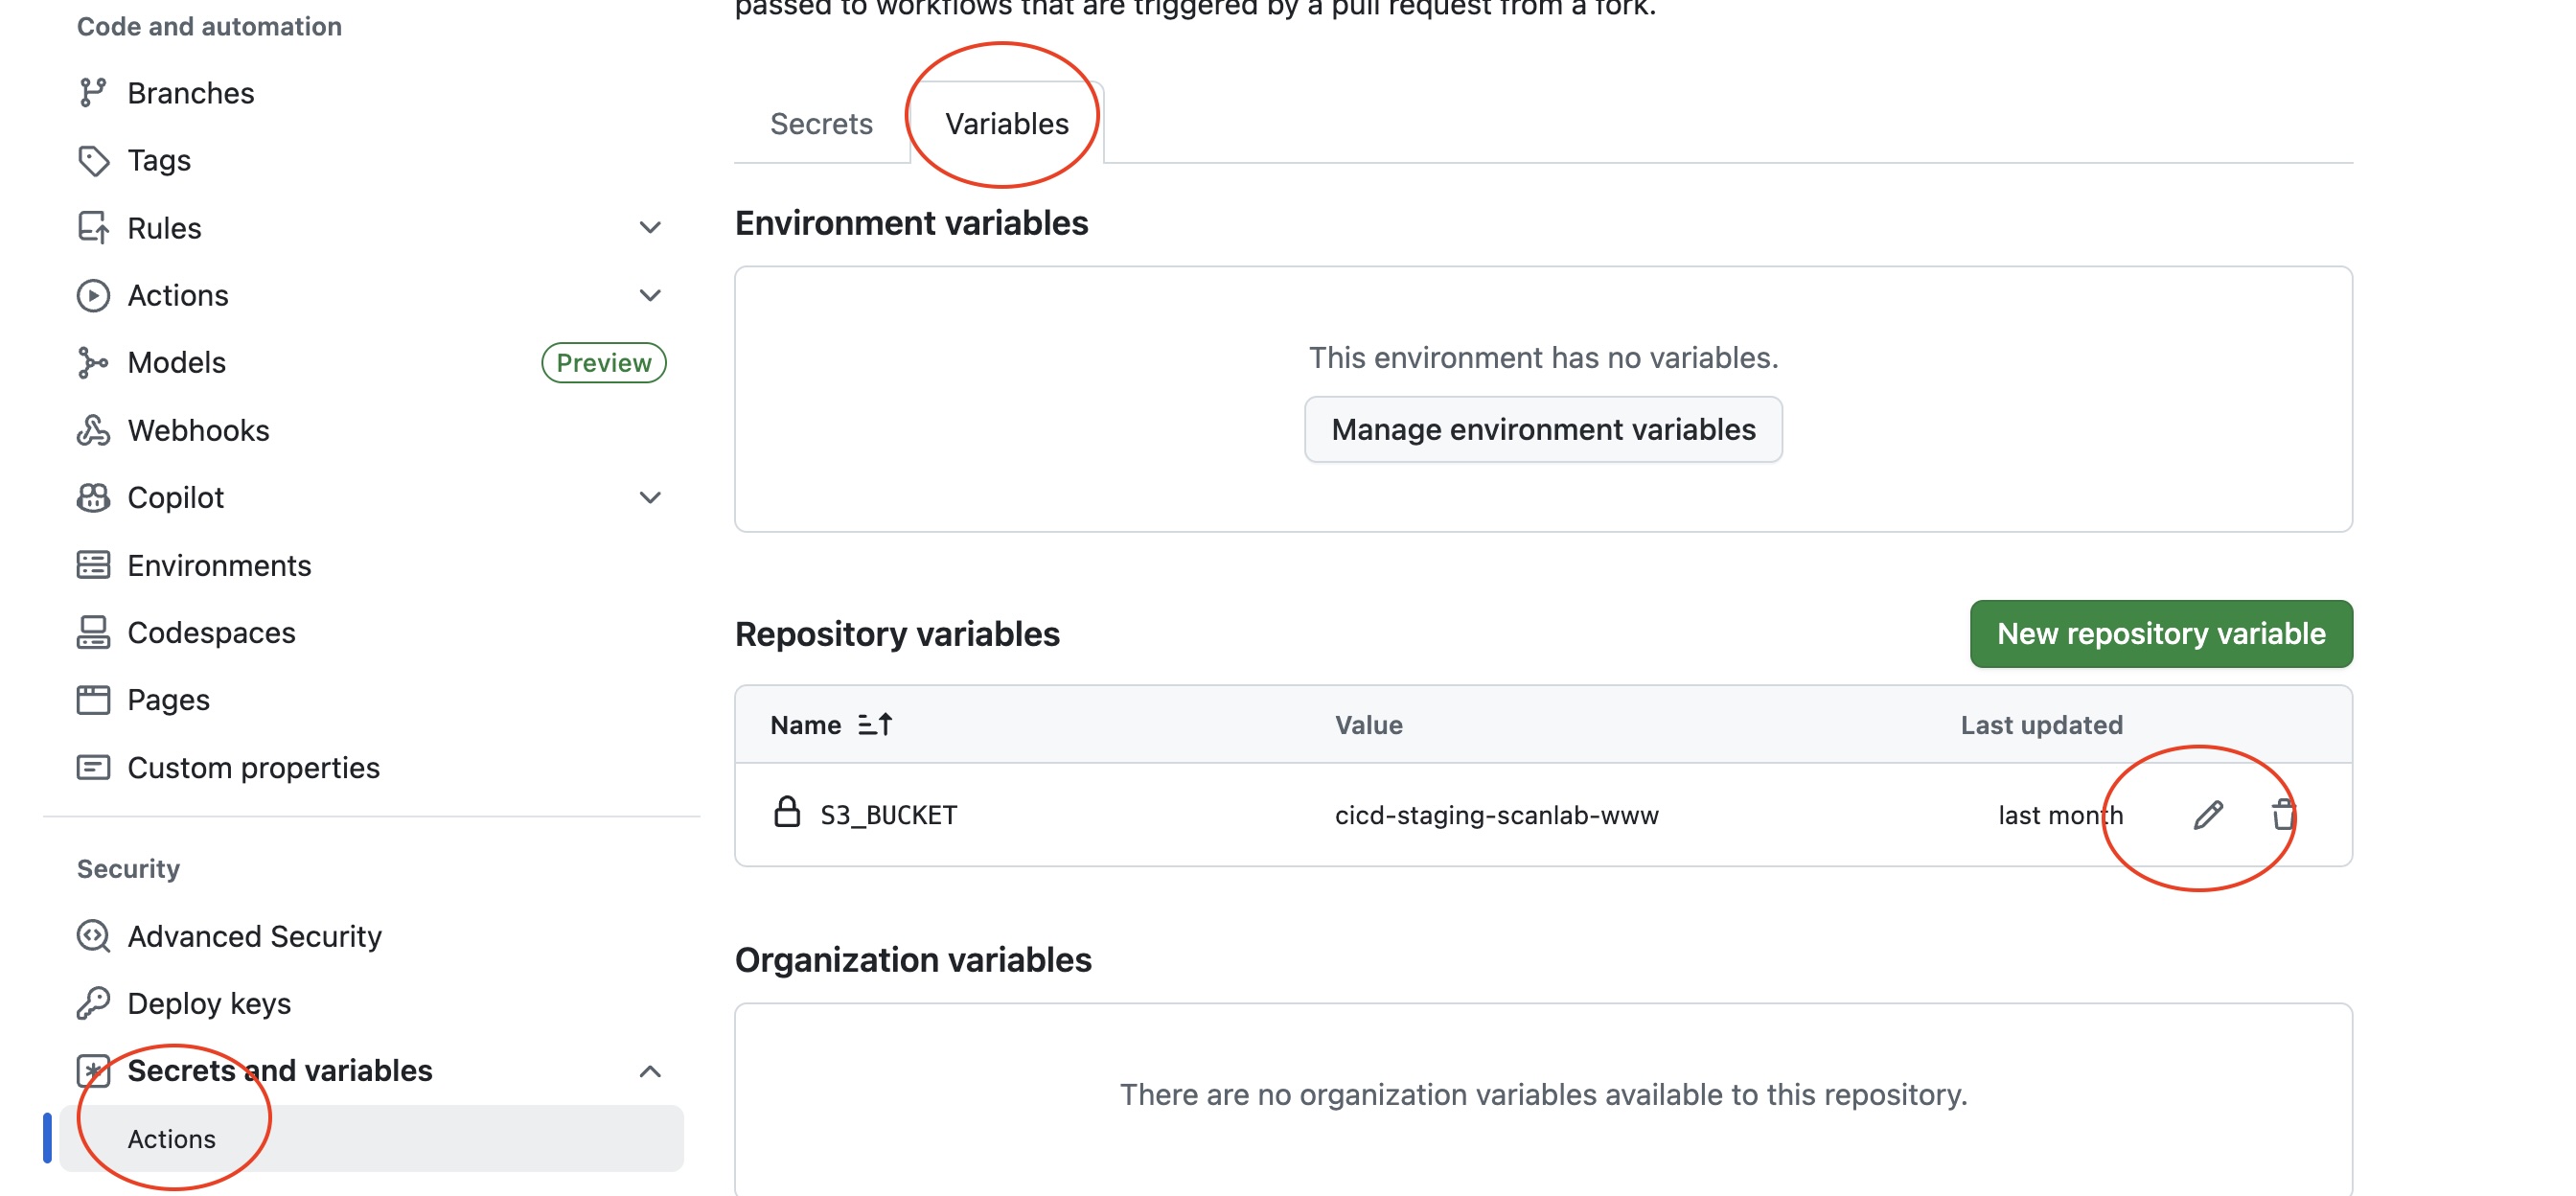 Code and automation
Branches
Tags
Rules
Actions
Models Preview
Webhooks
Copilot
Environments
Codespaces
Pages
Custom properties
Security
Advanced Security
Deploy keys
Secrets and variables
Actions
passed to workflows that are triggered by a pull request from a fork.
Secrets Variables
Environment variables
This environment has no variables.
Manage environment variables
Repository variables New repository variable
Name Value Last updated
S3_BUCKET cicd-staging-scanlab-www last month
Organization variables
There are no organization variables available to this repository.